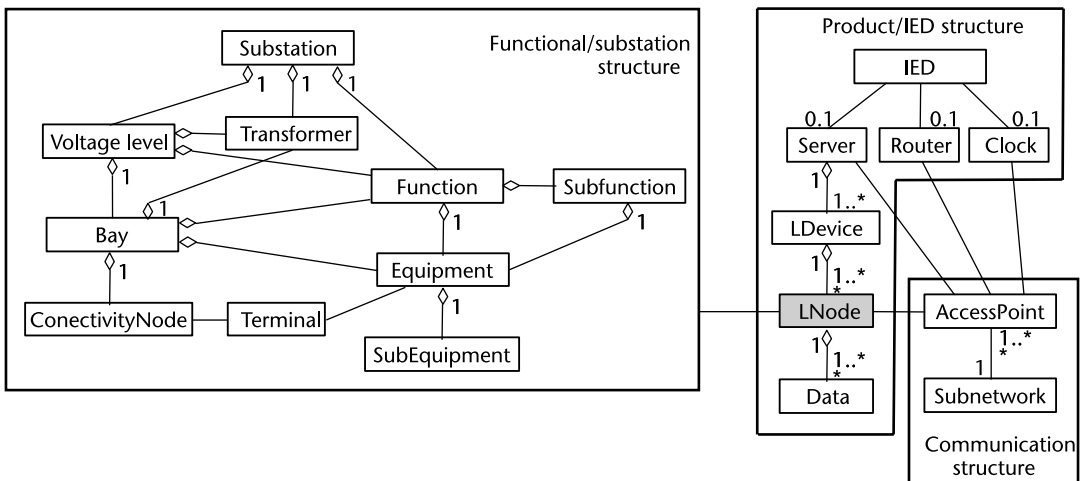 Functional/substation
structure
Substation
1
1
1
Voltage level
Transformer
1
Function
Subfunction
1
1
1
Bay
1
Equipment
1
ConectivityNode
Terminal
SubEquipment
Product/IED structure
IED
0.1
0.1
0.1
Server
Router
Clock
1
1..*
LDevice
1
1..*
*
LNode
1
1..*
*
Data
AccessPoint
1..*
*
1
Subnetwork
Communication
structure